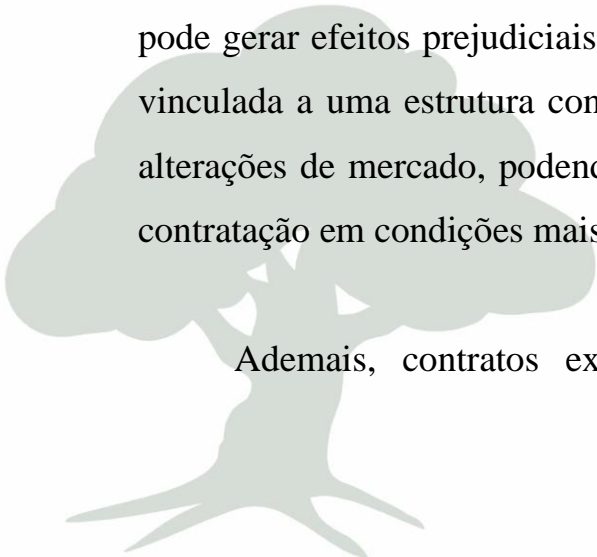 pode gerar efeitos prejudiciais
vinculada a uma estrutura con
alterações de mercado, podend
contratação em condições mais
Ademais, contratos ex